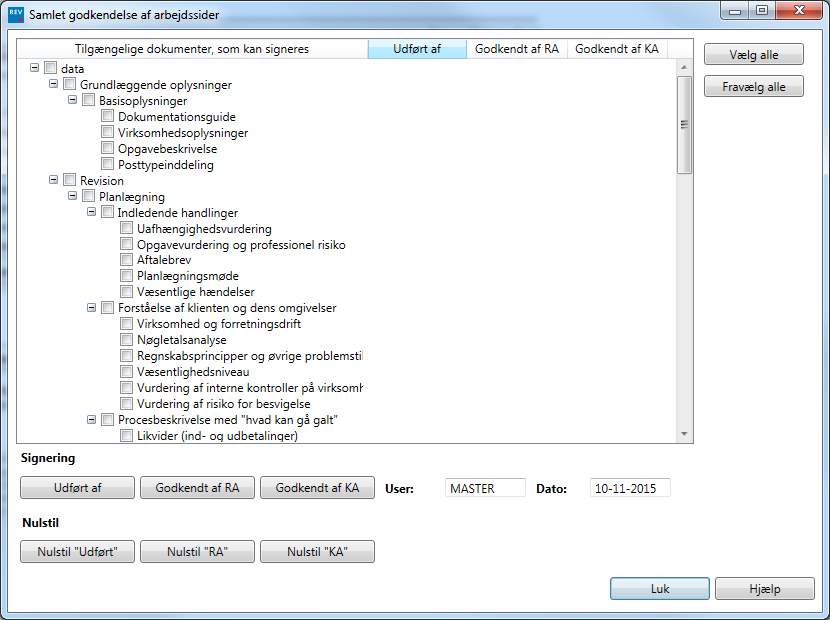 REV
Samlet godkendelse af arbejdssider
Tilgængelige dokumenter, som kan signeres Udført af Godkendt af RA Godkendt af KA
Vælg alle
Fravælg alle
data
Grundlæggende oplysninger
Basisoplysninger
Dokumentationsguide
Virksomhedsoplysninger
Opgavebeskrivelse
Posttypeinddeling
Revision
Planlægning
Indledende handlinger
Uafhængighedsvurdering
Opgavevurdering og professionel risiko
Aftalebrev
Planlægningsmøde
Væsentlige hændelser
Forståelse af klienten og dens omgivelser
Virksomhed og forretningsdrift
Nøgletalsanalyse
Regnskabsprincipper og øvrige problemstil
Væsentlighedsniveau
Vurdering af interne kontroller på virksomh
Vurdering af risiko for besvigelse
Procesbeskrivelse med "hvad kan gå galt"
Likvider (ind- og udbetalinger)
Signering
Udført af Godkendt af RA Godkendt af KA User: MASTER Dato: 10-11-2015
Nulstil
Nulstil "Udført" Nulstil "RA" Nulstil "KA"
Luk Hjælp